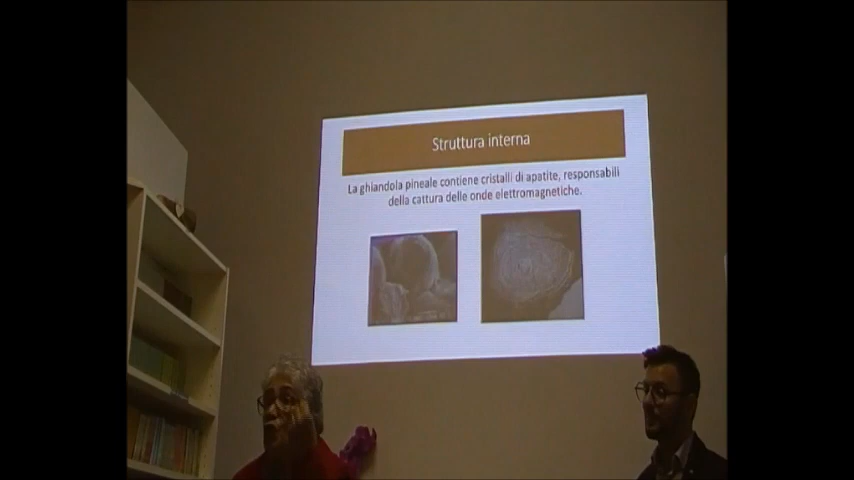 Struttura interna
La ghiandola pineale contiene cristalli di apatite, responsabili
della cattura delle onde elettromagnetiche.